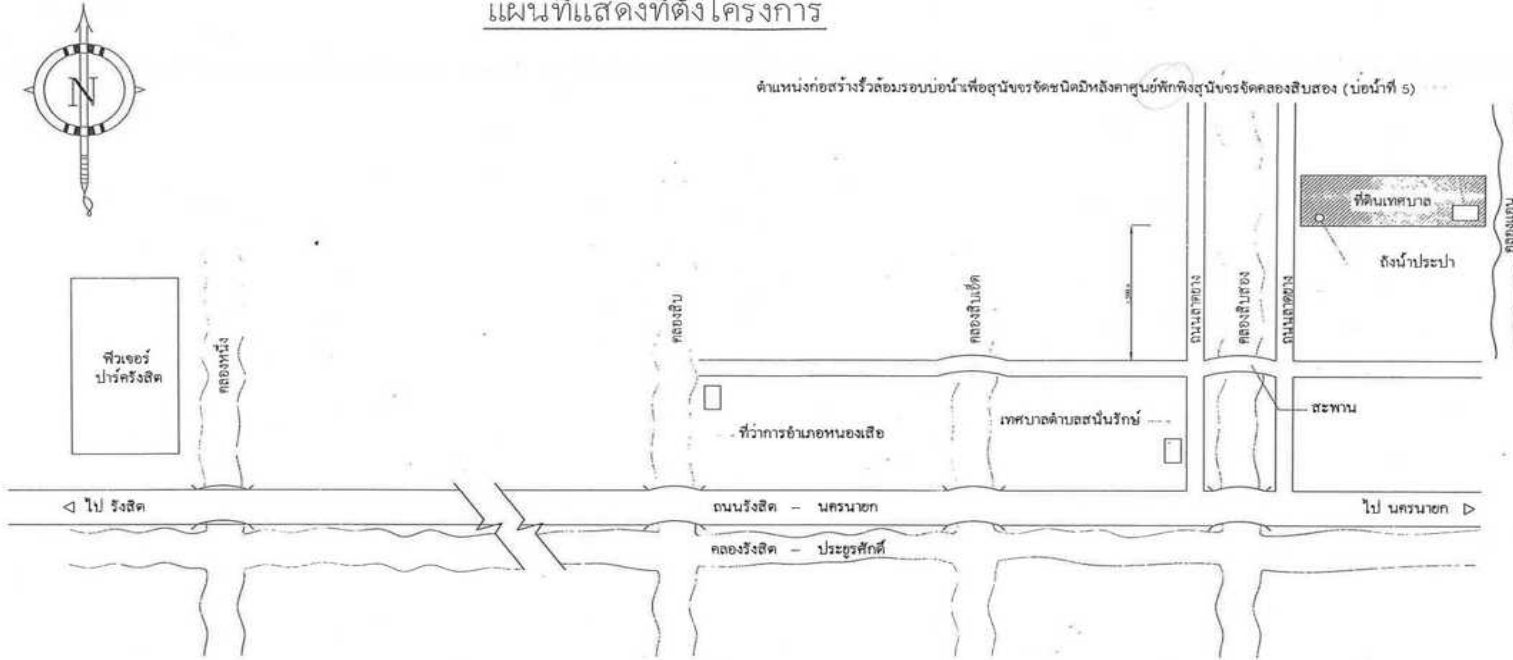 แผนที่แสดงที่ตั้งโครงการ
N
ตำแหน่งก่อสร้างรั้วล้อมรอบบ่อน้ำเพื่อสุนัขจรจัดชนิดมีหลังคาศูนย์พักพิงสุนัขจรจัดคลองสิบสอง (บ่อน้ำที่ 5)
ที่ดินเทศบาล
ถังน้ำประปา
คลองแดน
ฟิวเจอร์
ปาร์ครังสิต
คลองหนึ่ง
คลองสิบ
คลองสิบเอ็ด
ถนนลาดยาง
คลองสิบสอง
ถนนลาดยาง
สะพาน
ที่ว่าการอำเภอหนองเสือ
เทศบาลตำบลสนั่นรักษ์
ไป รังสิต
ถนนรังสิต – นครนายก
ไป นครนายก
คลองรังสิต – ประยูรศักดิ์